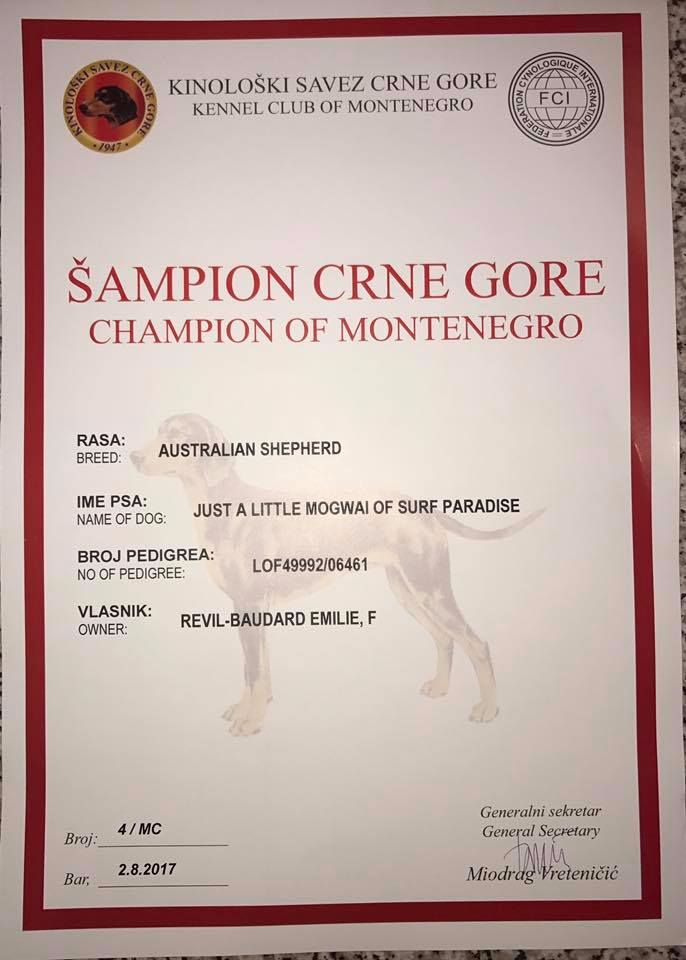 KINOLOŠKI SAVEZ CRNE GORE
• 1947 •
KINOLOŠKI SAVEZ CRNE GORE
KENNEL CLUB OF MONTENEGRO
FEDERATION CYNOLOGIQUE INTERNATIONALE
FCI
ŠAMPION CRNE GORE
CHAMPION OF MONTENEGRO
RASA:
BREED: AUSTRALIAN SHEPHERD
IME PSA:
NAME OF DOG: JUST A LITTLE MOGWAI OF SURF PARADISE
BROJ PEDIGREA:
NO OF PEDIGREE: LOF49992/06461
VLASNIK:
OWNER: REVIL-BAUDARD EMILIE, F
Broj: 4 / MC
Bar, 2.8.2017
Generalni sekretar
General Secretary
Miodrag Vreteničić